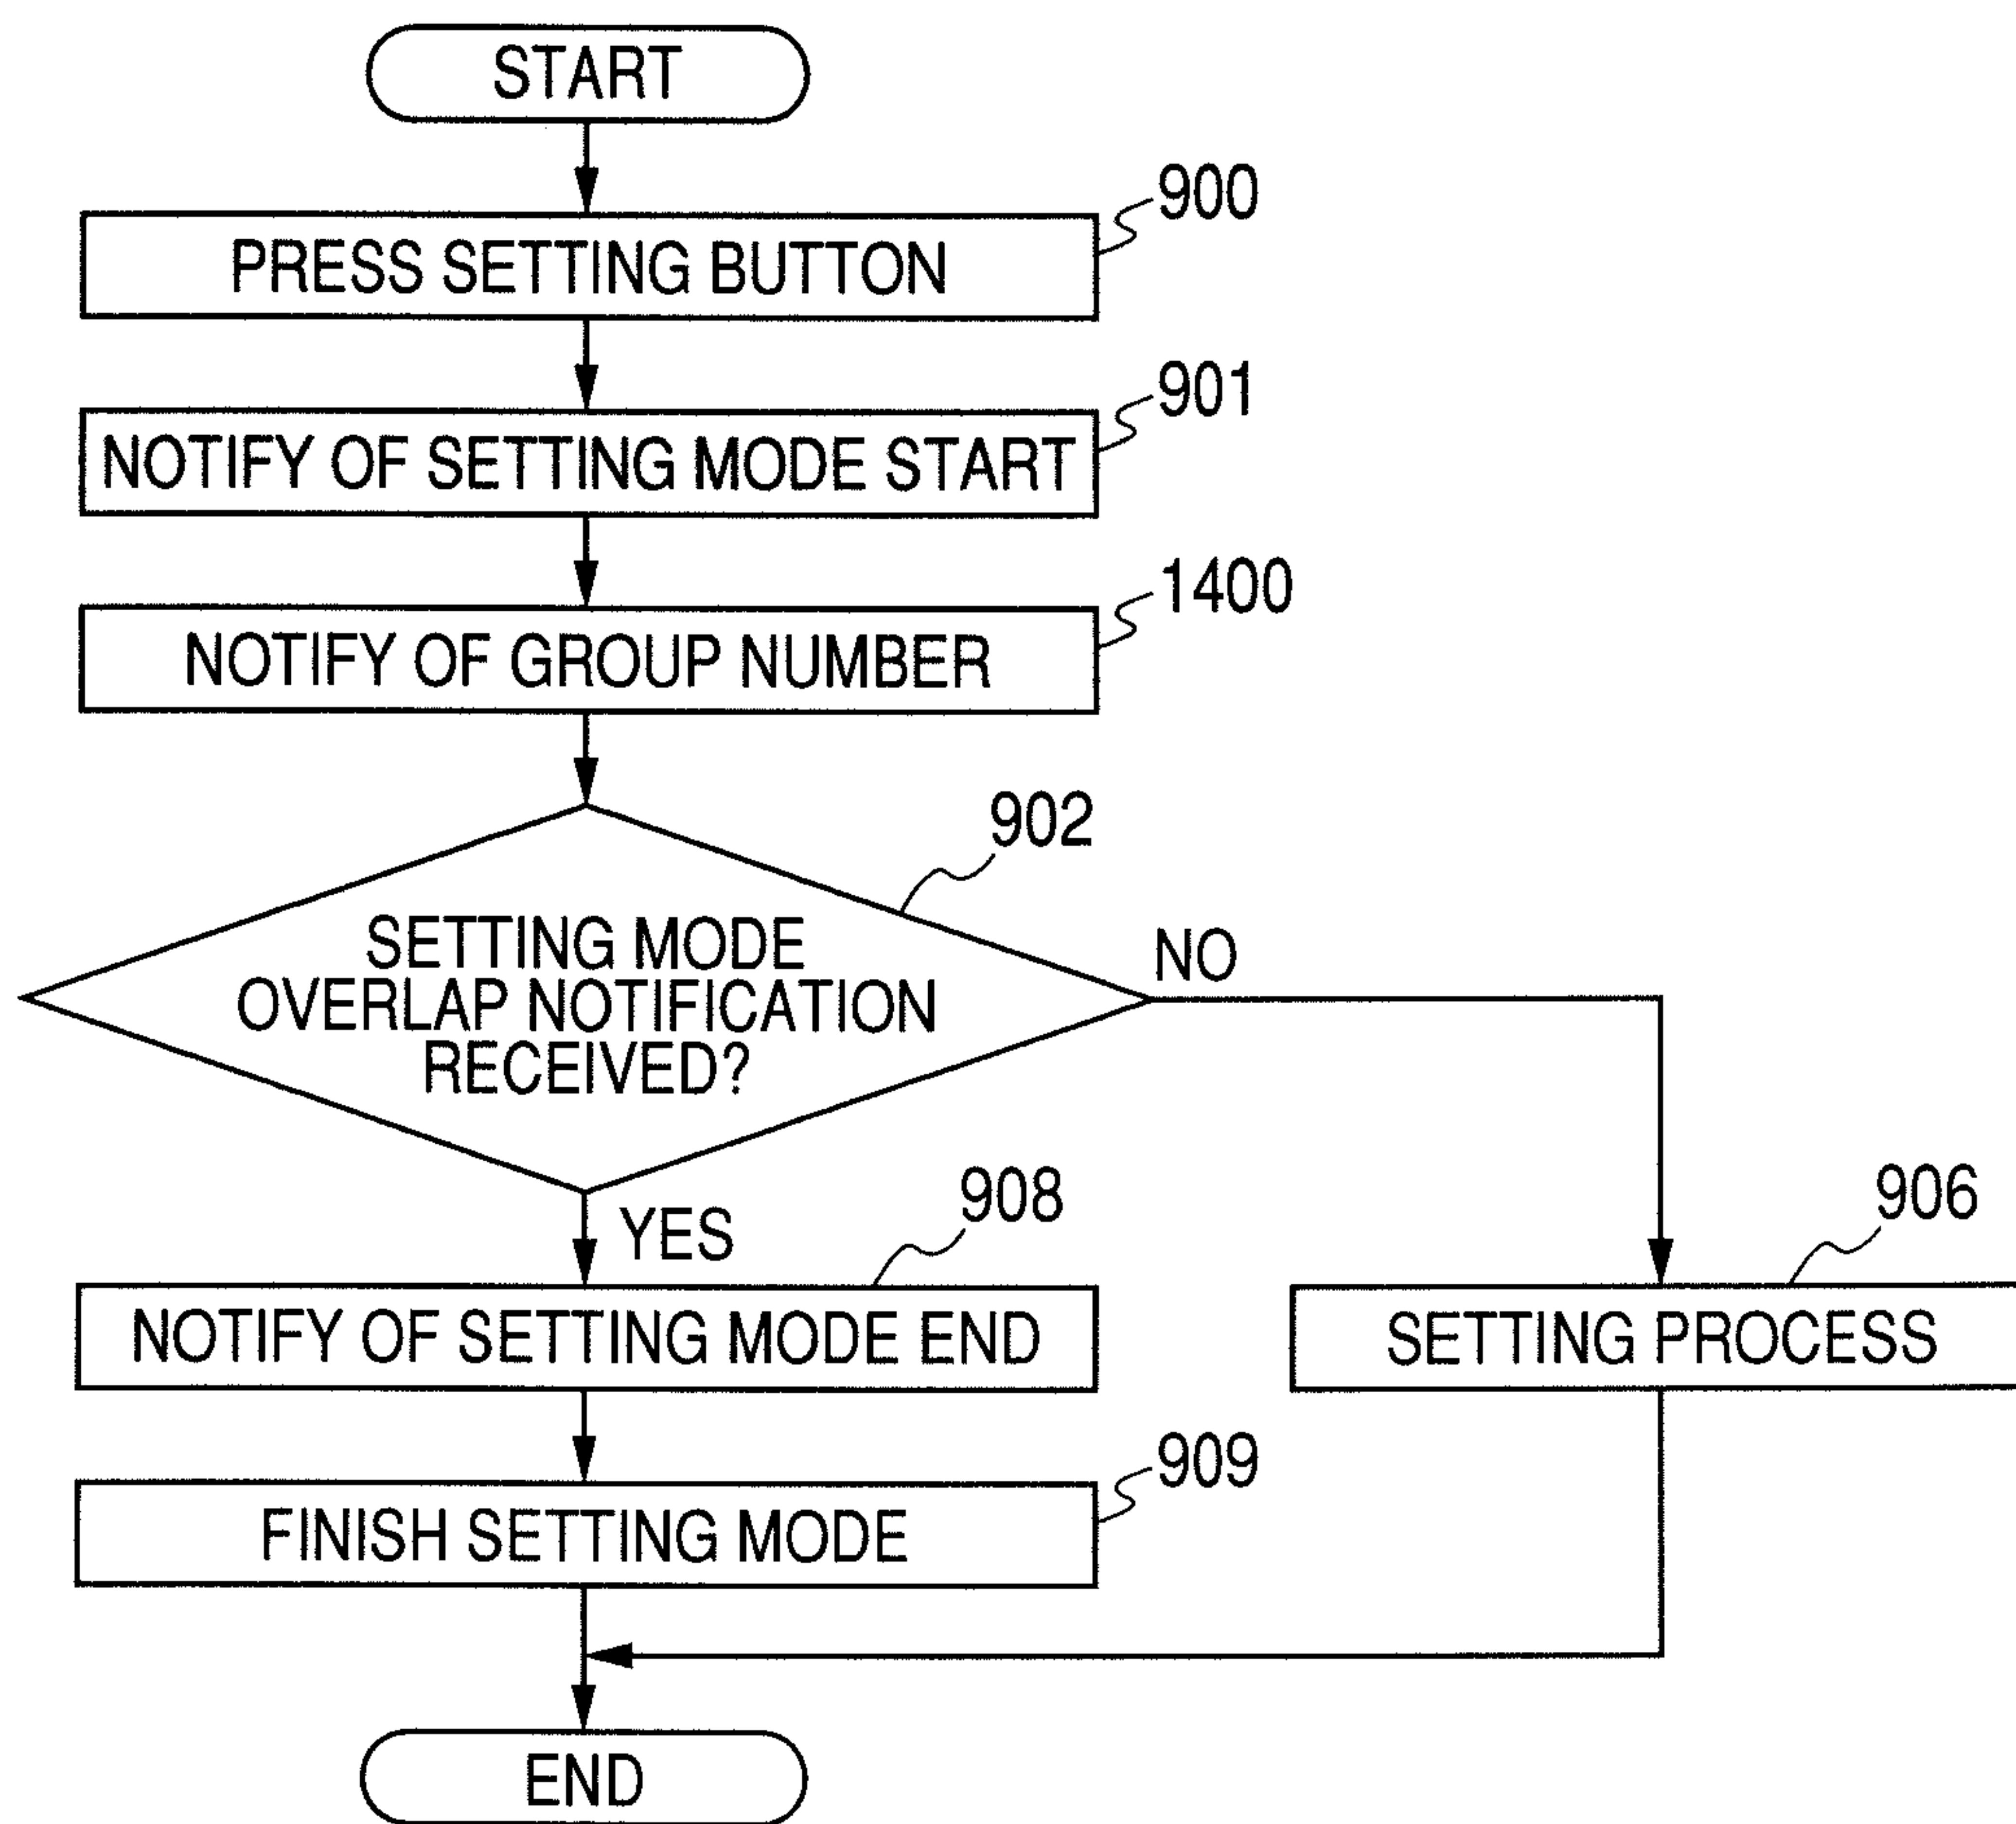 START
900
PRESS SETTING BUTTON
901
NOTIFY OF SETTING MODE START
1400
NOTIFY OF GROUP NUMBER
902
SETTING MODE
OVERLAP NOTIFICATION
RECEIVED?
NO
YES
908
NOTIFY OF SETTING MODE END
906
SETTING PROCESS
909
FINISH SETTING MODE
END